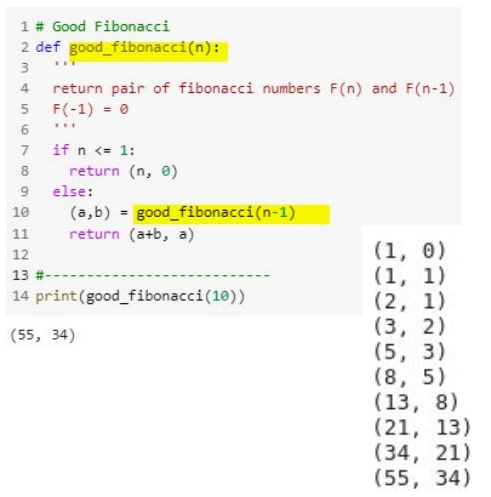 1 # Good Fibonacci
2 def good_fibonacci(n):
3   '''
4   return pair of fibonacci numbers F(n) and F(n-1)
5   F(-1) = 0
6   '''
7   if n <= 1:
8     return (n, 0)
9   else:
10     (a,b) = good_fibonacci(n-1)
11     return (a+b, a)
12
13 #---------------------------
14 print(good_fibonacci(10))
(55, 34)
(1, 0)
(1, 1)
(2, 1)
(3, 2)
(5, 3)
(8, 5)
(13, 8)
(21, 13)
(34, 21)
(55, 34)